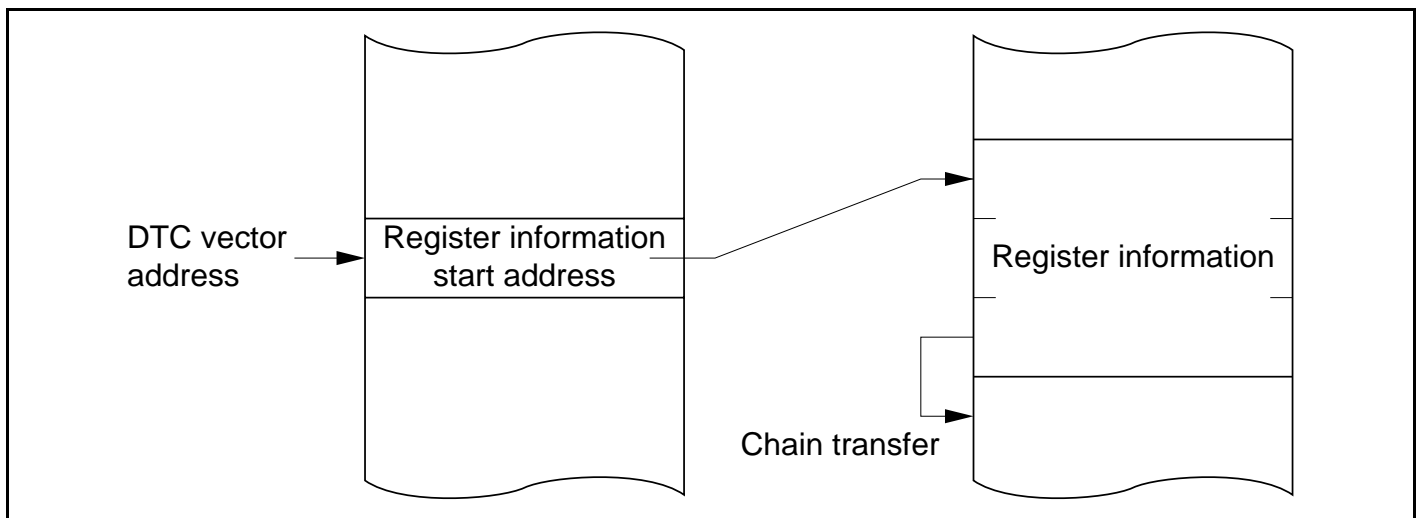 DTC vector
address
Register information
start address
Register information
Chain transfer